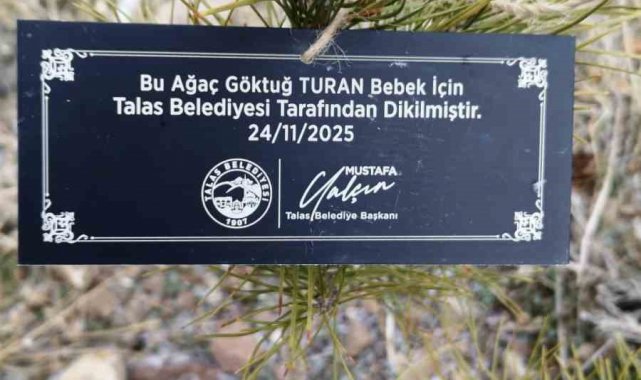 Bu Ağaç Göktuğ TURAN Bebek İçin
Talas Belediyesi Tarafından Dikilmiştir.
24/11/2025
TALAS BELEDİYESİ
1907
MUSTAFA
Yalçın
Talas Belediye Başkanı